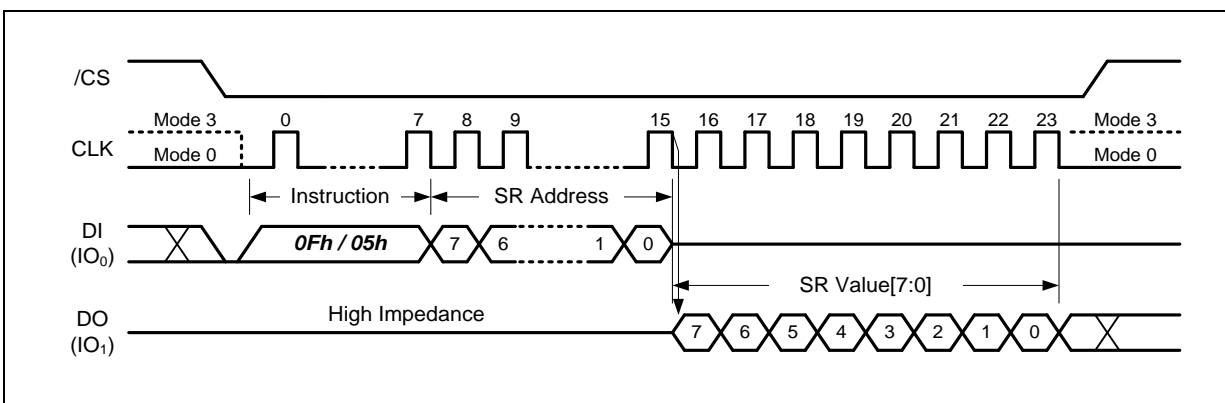 /CS
Mode 3 0 7 8 9 15 16 17 18 19 20 21 22 23 Mode 3
CLK
Mode 0 Mode 0
Instruction SR Address
DI
(IO₀)
0Fh / 05h 7 6 1 0
SR Value[7:0]
High Impedance
DO
(IO₁)
7 6 5 4 3 2 1 0